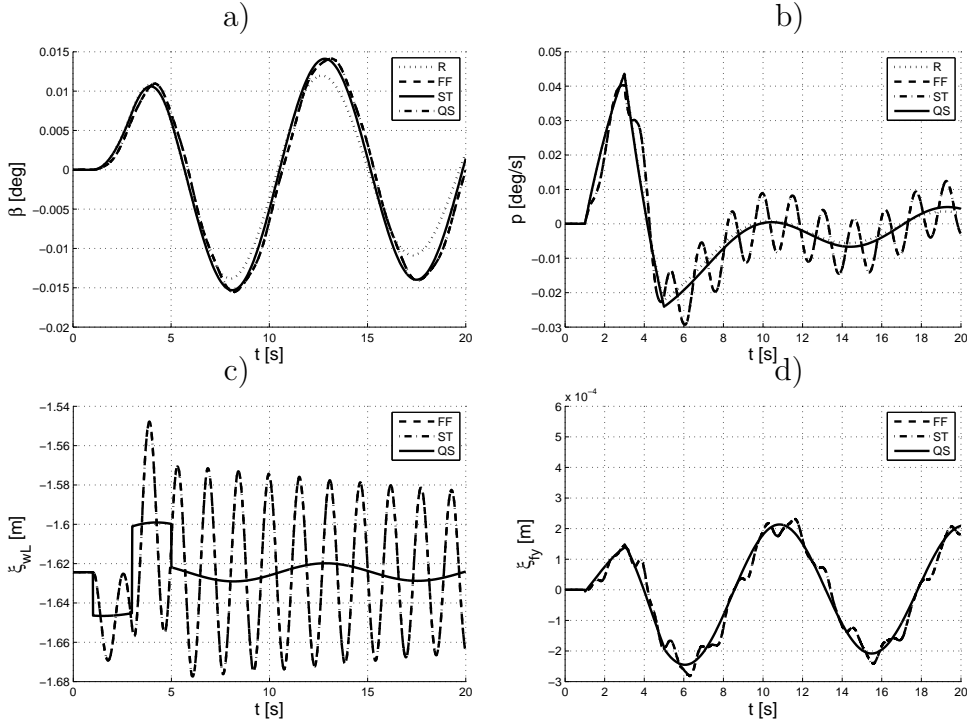 a)
0.015
0.01
0.005
0
−0.005
−0.01
−0.015
−0.02
β [deg]
0 5 10 15 20
t [s]
R
FF
ST
QS
b)
0.05
0.04
0.03
0.02
0.01
0
−0.01
−0.02
−0.03
p [deg/s]
0 2 4 6 8 10 12 14 16 18 20
t [s]
R
FF
ST
QS
c)
−1.54
−1.56
−1.58
−1.6
−1.62
−1.64
−1.66
−1.68
ξwL [m]
0 5 10 15 20
t [s]
FF
ST
QS
d)
x 10−4
6
5
4
3
2
1
0
−1
−2
−3
ξfy [m]
0 2 4 6 8 10 12 14 16 18 20
t [s]
FF
ST
QS